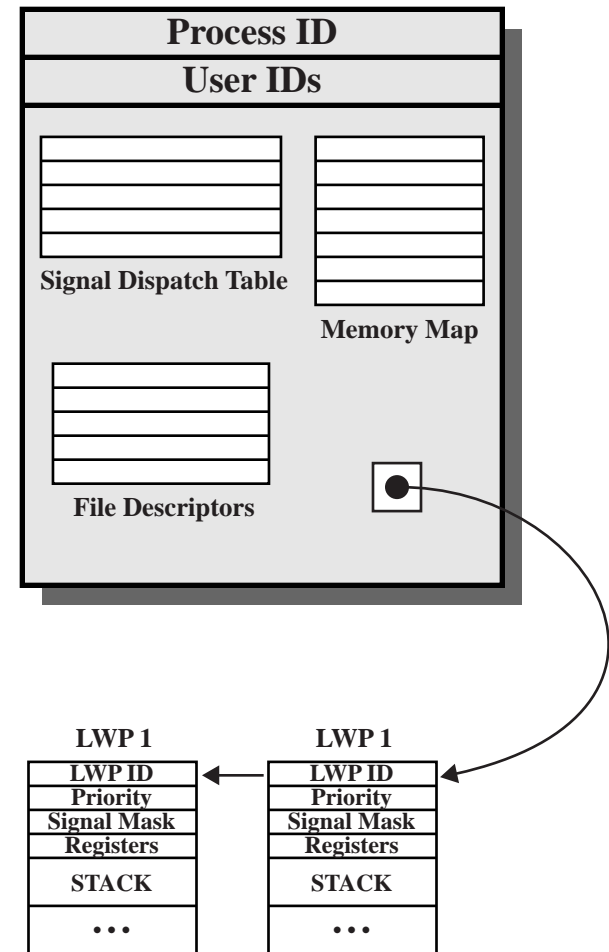 Process ID
User IDs
Signal Dispatch Table
Memory Map
File Descriptors
LWP 1
LWP ID
Priority
Signal Mask
Registers
STACK
•••
LWP 1
LWP ID
Priority
Signal Mask
Registers
STACK
•••